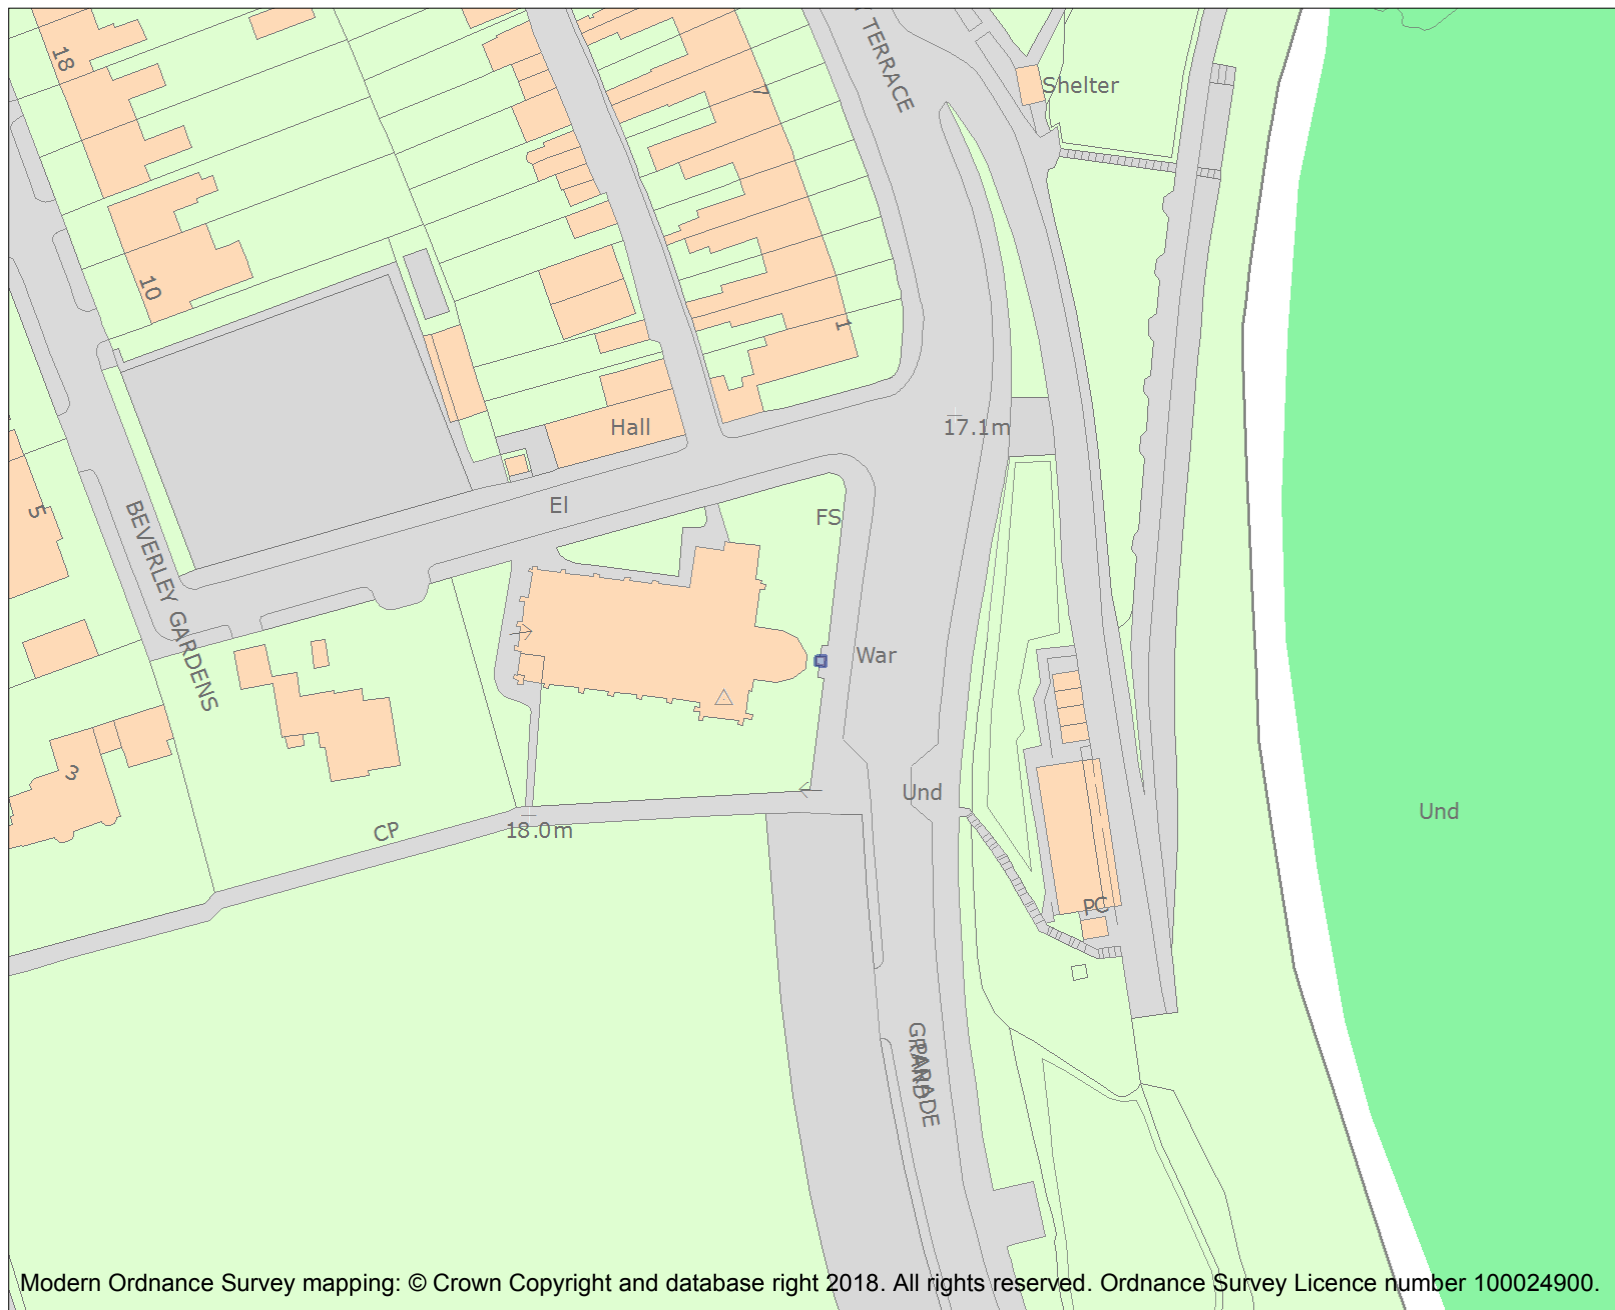 TERRACE
18
Shelter
7
10
1
Hall
17.1m
El
FS
5
BEVERLEY GARDENS
War
3
Und
Und
CP
18.0m
PC
GRAND
PARADE
Modern Ordnance Survey mapping: © Crown Copyright and database right 2018. All rights reserved. Ordnance Survey Licence number 100024900.